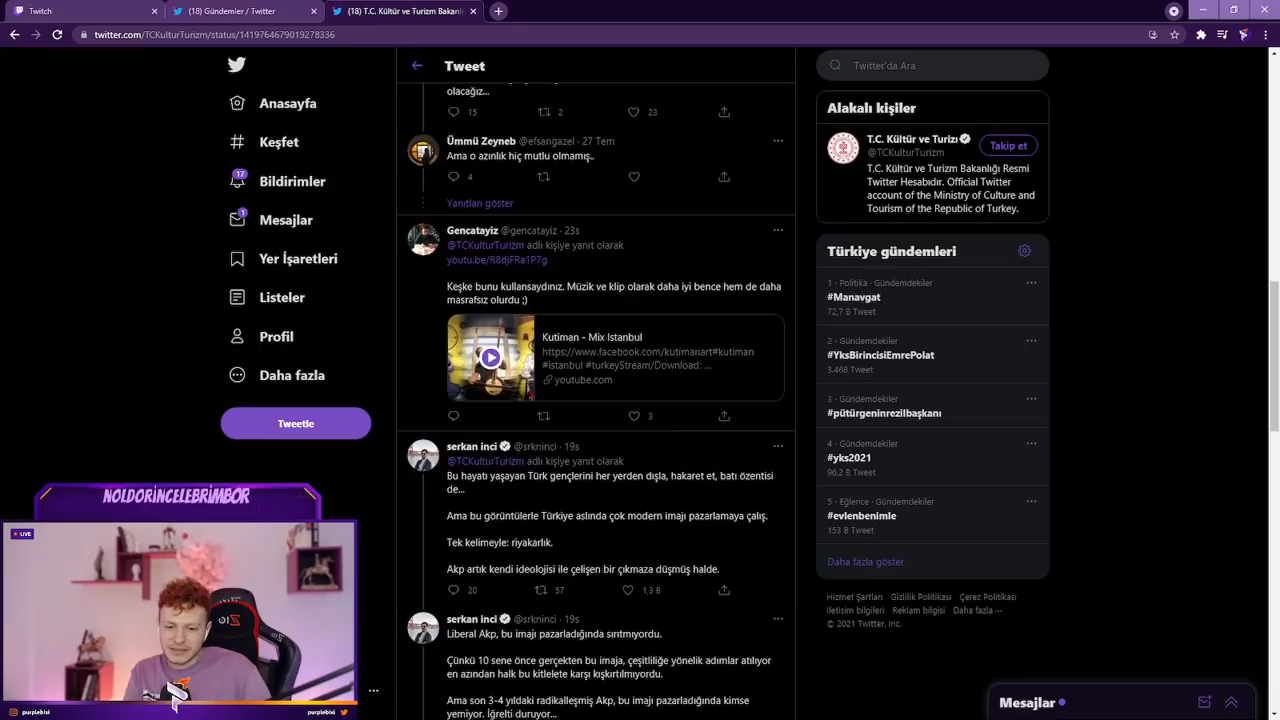 Twitch
(18) Gündemler / Twitter
(18) T.C. Kültür ve Turizm Bakanlı
twitter.com/TCKulturTurizm/status/1419764679019278336
Anasayfa
Keşfet
17
Bildirimler
1
Mesajlar
Yer İşaretleri
Listeler
Profil
Daha fazla
Tweetle
Tweet
olacağız...
15
2
23
Ümmü Zeyneb @efsangazel · 27 Tem
Ama o azınlık hiç mutlu olmamış..
4
Yanıtları göster
Gencatayiz @gencatayiz · 23s
@TCKulturTurizm adlı kişiye yanıt olarak
youtu.be/R8djFRa1P7g
Keşke bunu kullansaydınız. Müzik ve klip olarak daha iyi bence hem de daha
masrafsız olurdu ;)
Kutiman - Mix Istanbul
https://www.facebook.com/kutimanart#kutiman
#istanbul #turkeyStream/Download: ...
youtube.com
3
serkan inci @srkninci · 19s
@TCKulturTurizm adlı kişiye yanıt olarak
Bu hayatı yaşayan Türk gençlerini her yerden dışla, hakaret et, batı özentisi
de...
Ama bu görüntülerle Türkiye aslında çok modern imajı pazarlamaya çalış.
Tek kelimeyle: riyakarlık.
Akp artık kendi ideolojisi ile çelişen bir çıkmaza düşmüş halde.
20
57
1,3 B
serkan inci @srkninci · 19s
Liberal Akp, bu imajı pazarladığında sırıtmıyordu.
Çünkü 10 sene önce gerçekten bu imaja, çeşitliliğe yönelik adımlar atılıyor
en azından halk bu kitlelete karşı kışkırtılmıyordu.
Ama son 3-4 yıldaki radikalleşmiş Akp, bu imajı pazarladığında kimse
yemiyor. İğrelti duruyor...
Twitter'da Ara
Alakalı kişiler
T.C. Kültür ve Turizı
@TCKulturTurizm
Takip et
T.C. Kültür ve Turizm Bakanlığı Resmi
Twitter Hesabıdır. Official Twitter
account of the Ministry of Culture and
Tourism of the Republic of Turkey.
Türkiye gündemleri
1 · Politika · Gündemdekiler
#Manavgat
72,7 B Tweet
2 · Gündemdekiler
#YksBirincisiEmrePolat
3.468 Tweet
3 · Gündemdekiler
#pütürgeninrezilbaşkanı
4 · Gündemdekiler
#yks2021
96,2 B Tweet
5 · Eğlence · Gündemdekiler
#evlenbenimle
153 B Tweet
Daha fazla göster
Hizmet Şartları Gizlilik Politikası Çerez Politikası
İletişim bilgileri Reklam bilgisi Daha fazla ···
© 2021 Twitter, Inc.
Mesajlar
NOLDORİNCELEBRİMBOR
LIVE
purplebixi
purplebixi